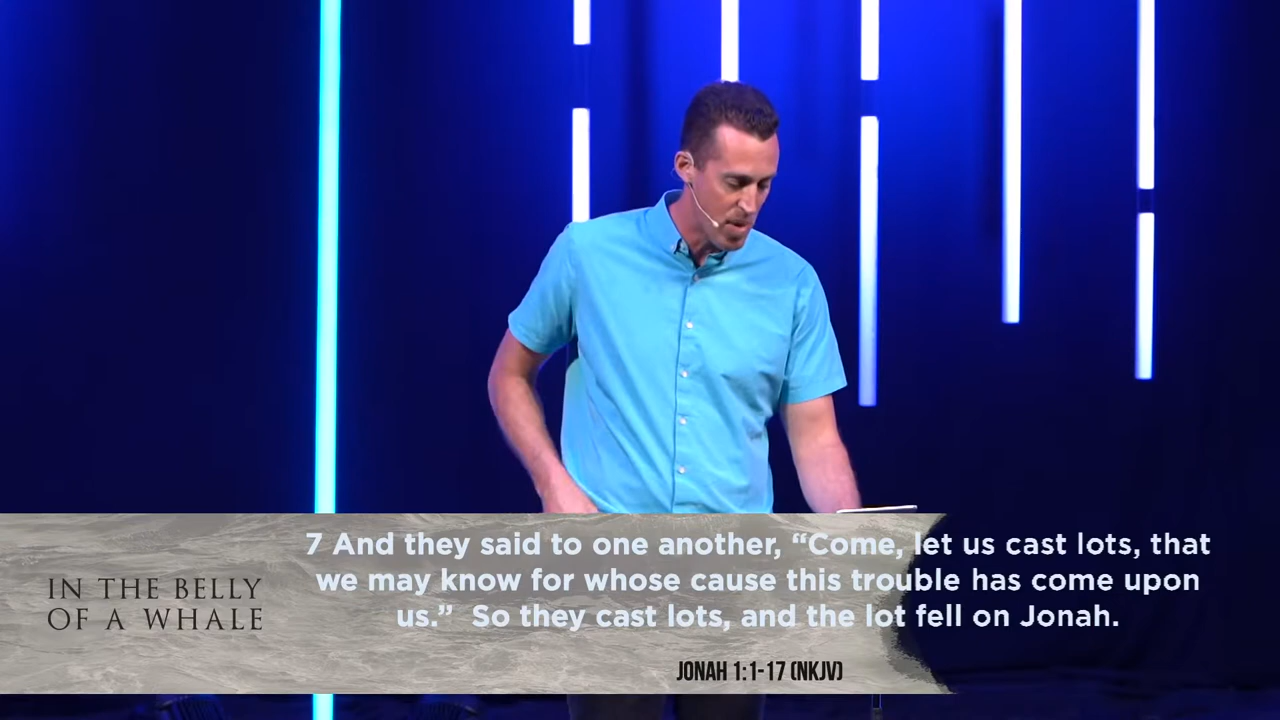 IN THE BELLY
OF A WHALE
7 And they said to one another, “Come, let us cast lots, that
we may know for whose cause this trouble has come upon
us.”  So they cast lots, and the lot fell on Jonah.
JONAH 1:1-17 (NKJV)